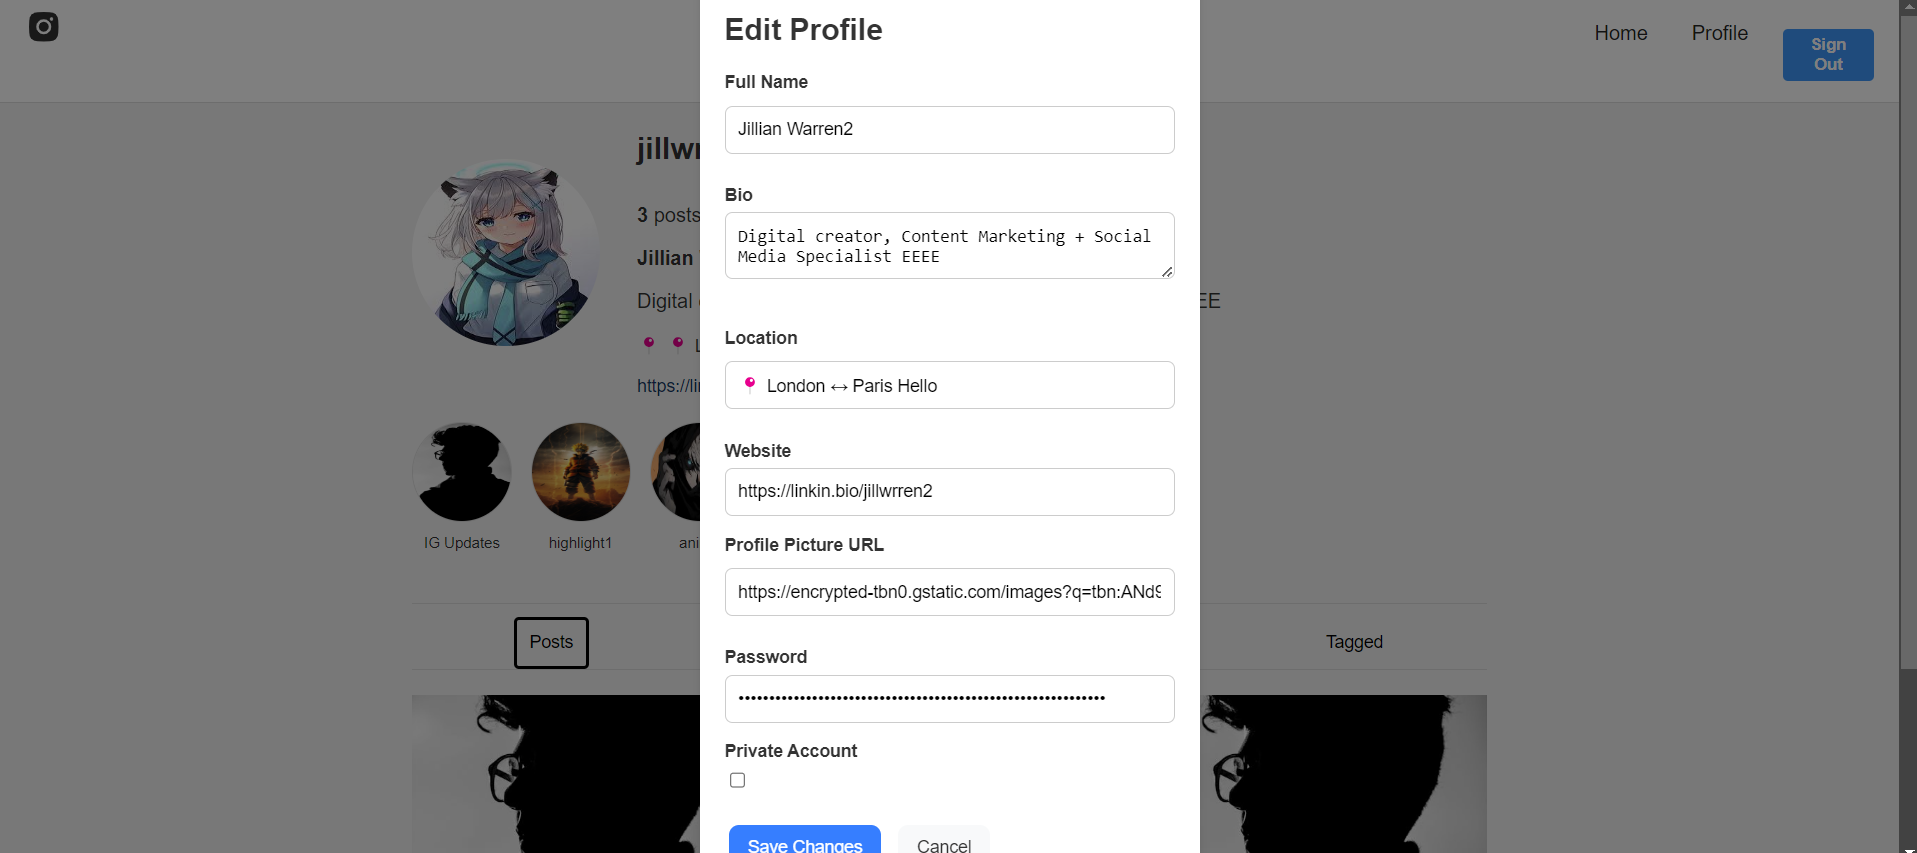 Home
Profile
Sign
Out
3 posts
Jillian
Digital
EE
https://li
IG Updates
highlight1
ani
Posts
Tagged
Edit Profile
Full Name
Jillian Warren2
Bio
Digital creator, Content Marketing + Social
Media Specialist EEEE
Location
📍 London ↔ Paris Hello
Website
https://linkin.bio/jillwrren2
Profile Picture URL
https://encrypted-tbn0.gstatic.com/images?q=tbn:ANd9
Password
Private Account
Save Changes
Cancel